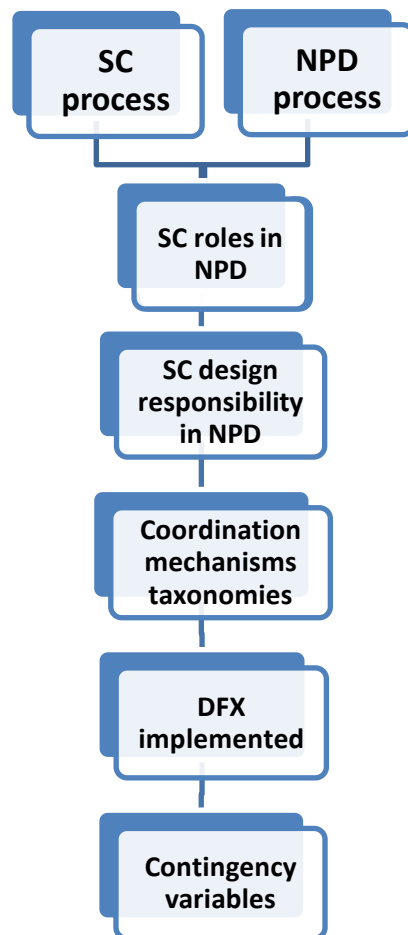 SC
process
NPD
process
SC roles in
NPD
SC design
responsibility
in NPD
Coordination
mechanisms
taxonomies
DFX
implemented
Contingency
variables